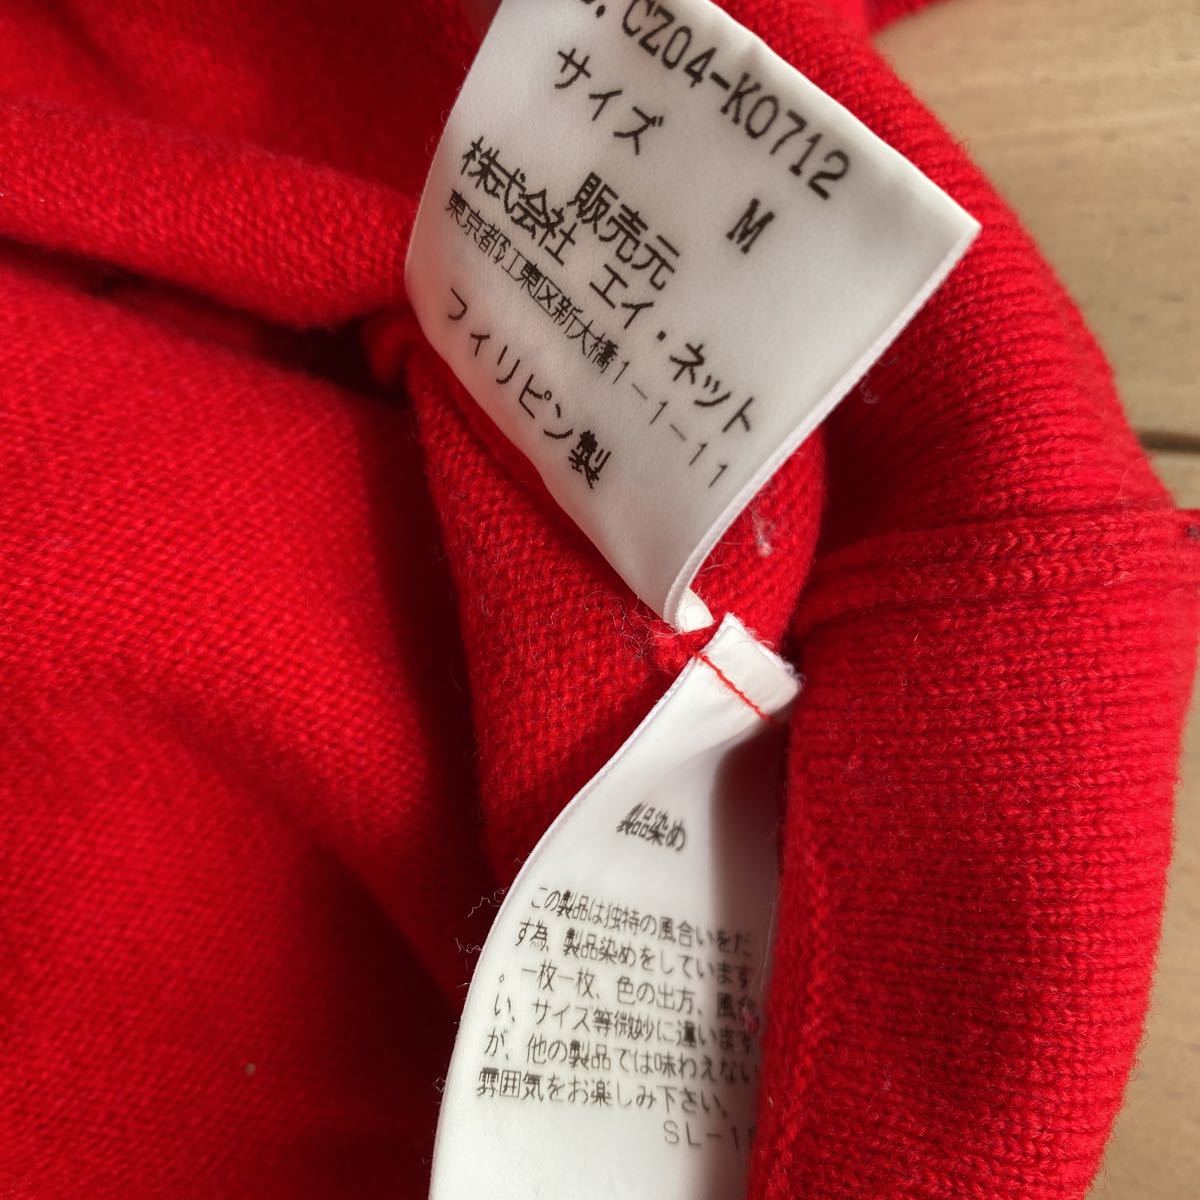 CZ04-K0712
サイズ M
販売元
株式会社 エィ・ネット
東京都江東区新大橋1-1-11
フィリピン製
製品染め
この製品は独特の風合いをだ
す為、製品染めをしています
。一枚一枚、色の出方、風合
い、サイズ等微妙に違います
が、他の製品では味わえない
雰囲気をお楽しみ下さい。
SL-1